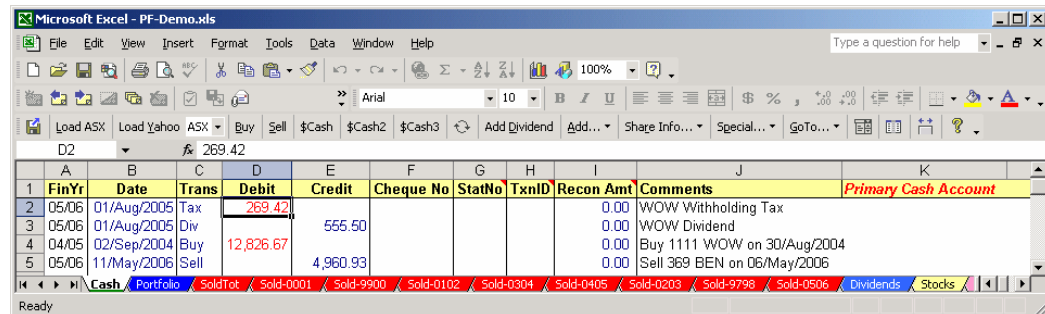 Microsoft Excel - PF-Demo.xls
File Edit View Insert Format Tools Data Window Help Type a question for help
100%
Arial 10 B I U $ % ,
Load ASX Load Yahoo ASX Buy Sell $Cash $Cash2 $Cash3 Add Dividend Add... Share Info... Special... GoTo...
D2 fx 269.42
A B C D E F G H I J K
1 FinYr Date Trans Debit Credit Cheque No StatNo TxnID Recon Amt Comments Primary Cash Account
2 05/06 01/Aug/2005 Tax 269.42 0.00 WOW Withholding Tax
3 05/06 01/Aug/2005 Div 555.50 0.00 WOW Dividend
4 04/05 02/Sep/2004 Buy 12,826.67 0.00 Buy 1111 WOW on 30/Aug/2004
5 05/06 11/May/2006 Sell 4,960.93 0.00 Sell 369 BEN on 06/May/2006
Cash Portfolio SoldTot Sold-0001 Sold-9900 Sold-0102 Sold-0304 Sold-0405 Sold-0203 Sold-9798 Sold-0506 Dividends Stocks
Ready